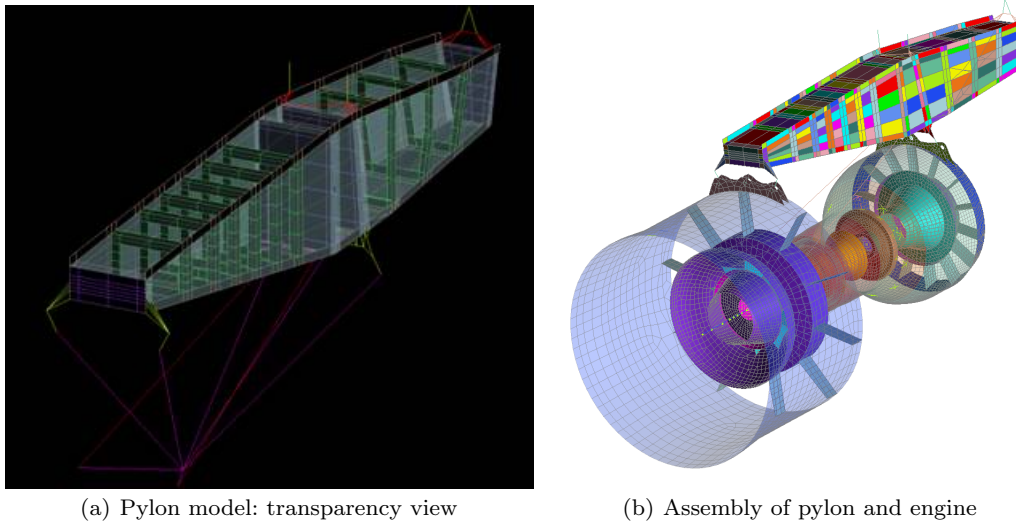 (a) Pylon model: transparency view
(b) Assembly of pylon and engine